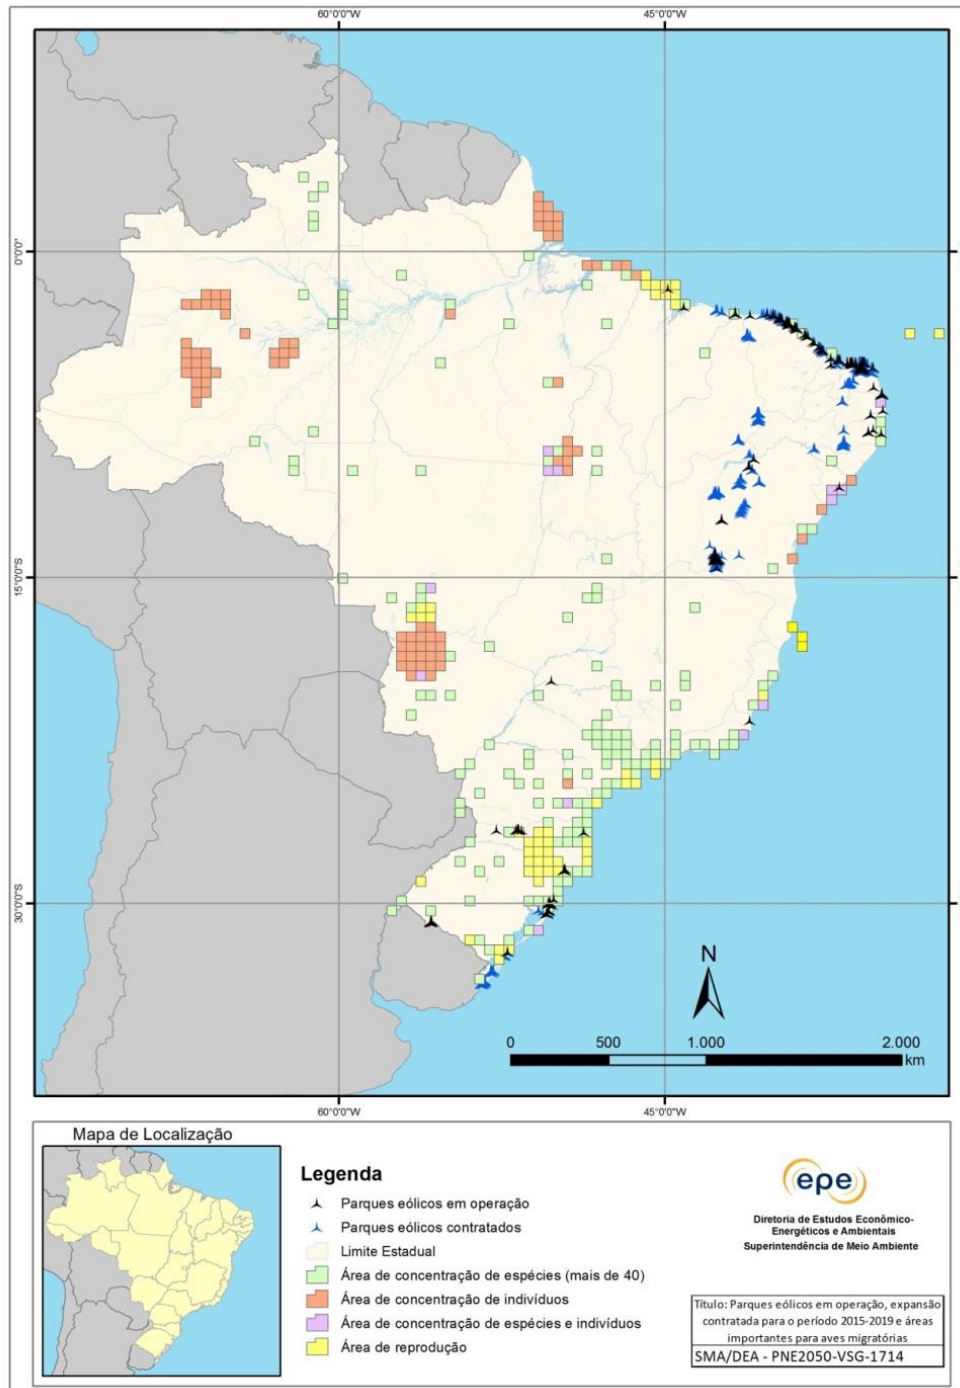 60°0'0"W
45°0'0"W
0°0'0"
15°0'0"S
30°0'0"S
N
0
500
1.000
2.000
km
60°0'0"W
45°0'0"W
Mapa de Localização
Legenda
Parques eólicos em operação
Parques eólicos contratados
Limite Estadual
Área de concentração de espécies (mais de 40)
Área de concentração de indivíduos
Área de concentração de espécies e indivíduos
Área de reprodução
epe
Diretoria de Estudos Econômico-
Energéticos e Ambientais
Superintendência de Meio Ambiente
Título: Parques eólicos em operação, expansão
contratada para o período 2015-2019 e áreas
importantes para aves migratórias
SMA/DEA - PNE2050-VSG-1714